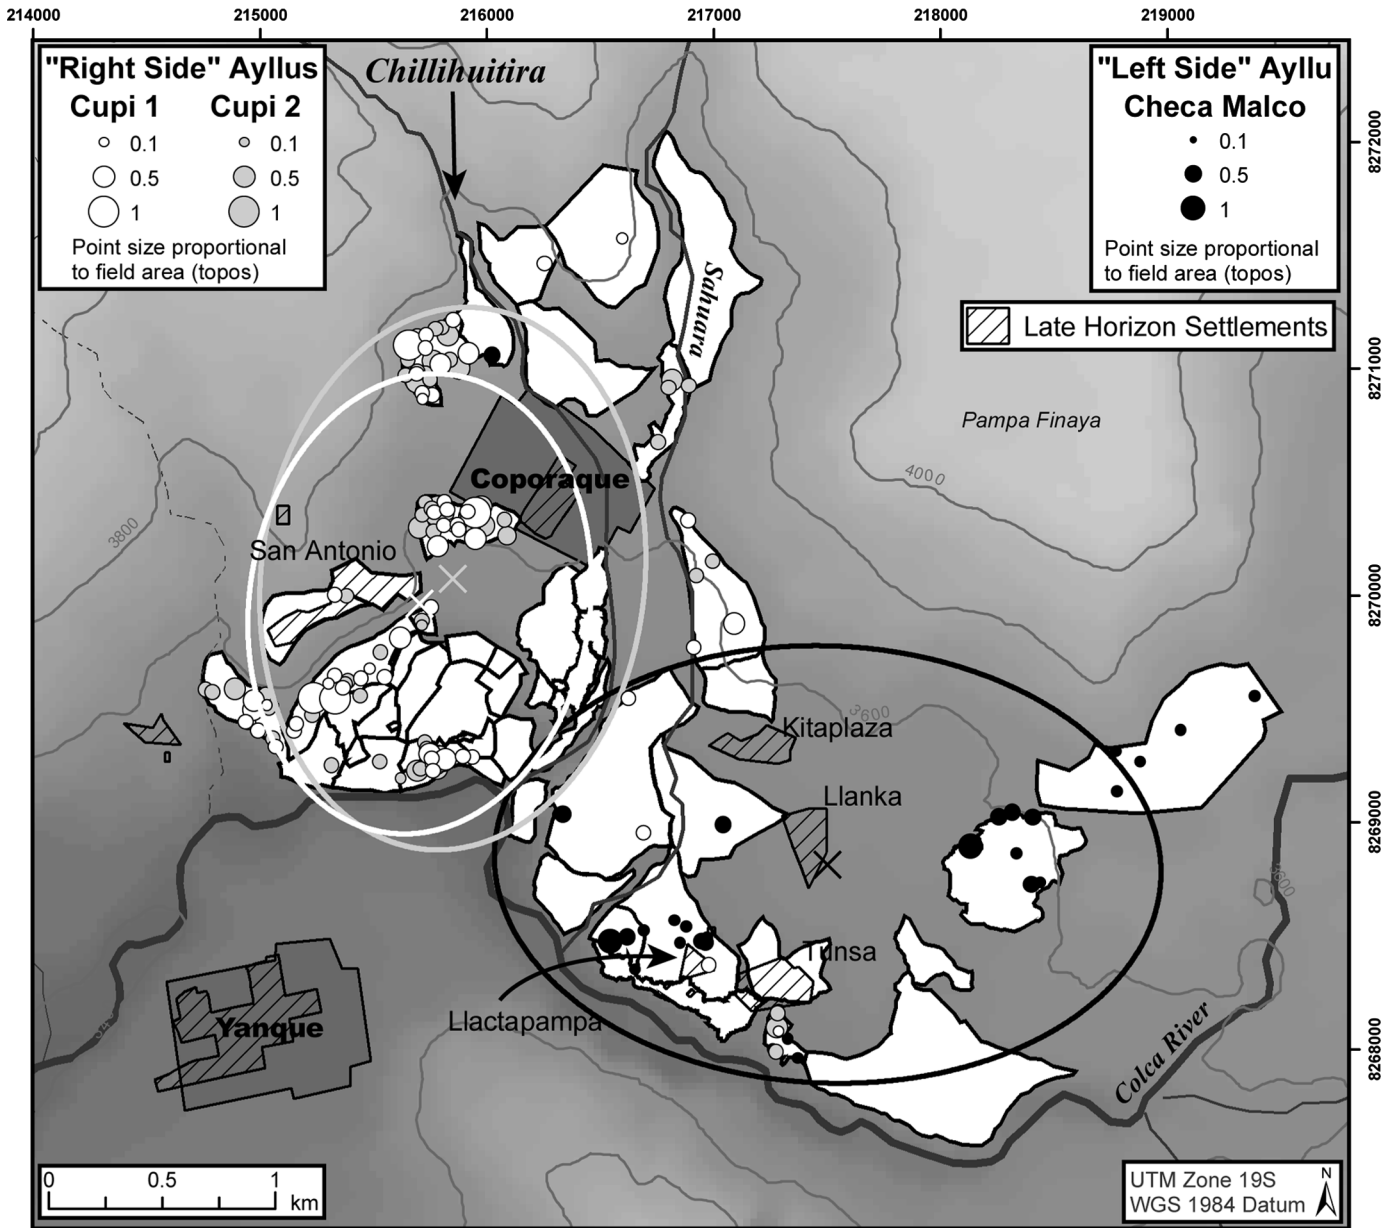 214000
215000
216000
217000
218000
219000
"Right Side" Ayllus
Cupi 1
Cupi 2
0.1
0.1
0.5
0.5
1
1
Point size proportional
to field area (topos)
Chillihuitira
"Left Side" Ayllu
Checa Malco
0.1
0.5
1
Point size proportional
to field area (topos)
Late Horizon Settlements
8272000
8271000
8270000
8269000
8268000
Sahuara
Pampa Finaya
4000
3800
Coporaque
San Antonio
3600
Kitaplaza
Llanka
Tunsa
Llactapampa
Yanque
Colca River
0
0.5
1
km
UTM Zone 19S
WGS 1984 Datum
N